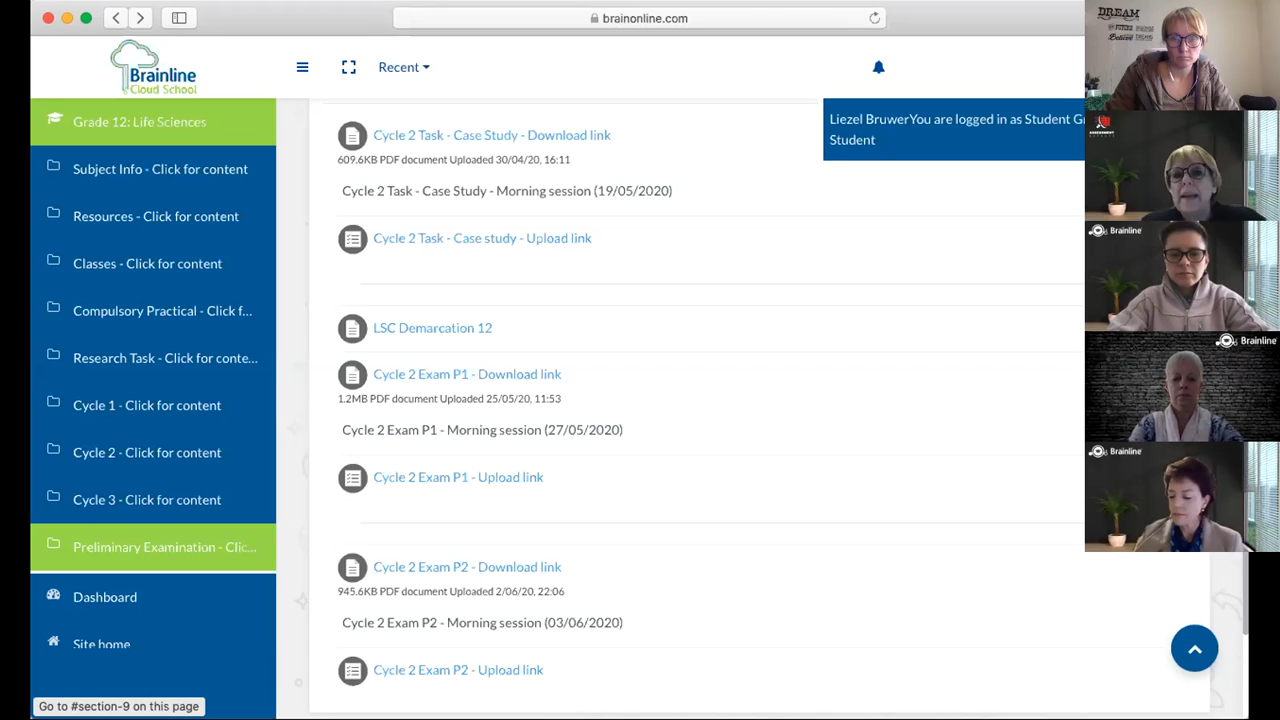 brainonline.com
Brainline
Cloud School
Recent
Grade 12: Life Sciences
Subject Info - Click for content
Resources - Click for content
Classes - Click for content
Compulsory Practical - Click f...
Research Task - Click for conte...
Cycle 1 - Click for content
Cycle 2 - Click for content
Cycle 3 - Click for content
Preliminary Examination - Clic...
Dashboard
Site home
Go to #section-9 on this page
Cycle 2 Task - Case Study - Download link
609.6KB PDF document Uploaded 30/04/20, 16:11
Cycle 2 Task - Case Study - Morning session (19/05/2020)
Cycle 2 Task - Case study - Upload link
LSC Demarcation 12
Cycle 2 Exam P1 - Download link
1.2MB PDF document Uploaded 25/05/20, 11:53
Cycle 2 Exam P1 - Morning session (27/05/2020)
Cycle 2 Exam P1 - Upload link
Cycle 2 Exam P2 - Download link
945.6KB PDF document Uploaded 2/06/20, 22:06
Cycle 2 Exam P2 - Morning session (03/06/2020)
Cycle 2 Exam P2 - Upload link
Liezel BruwerYou are logged in as Student G
Student
DREAM
Believe
Brainline
Brainline
Brainline